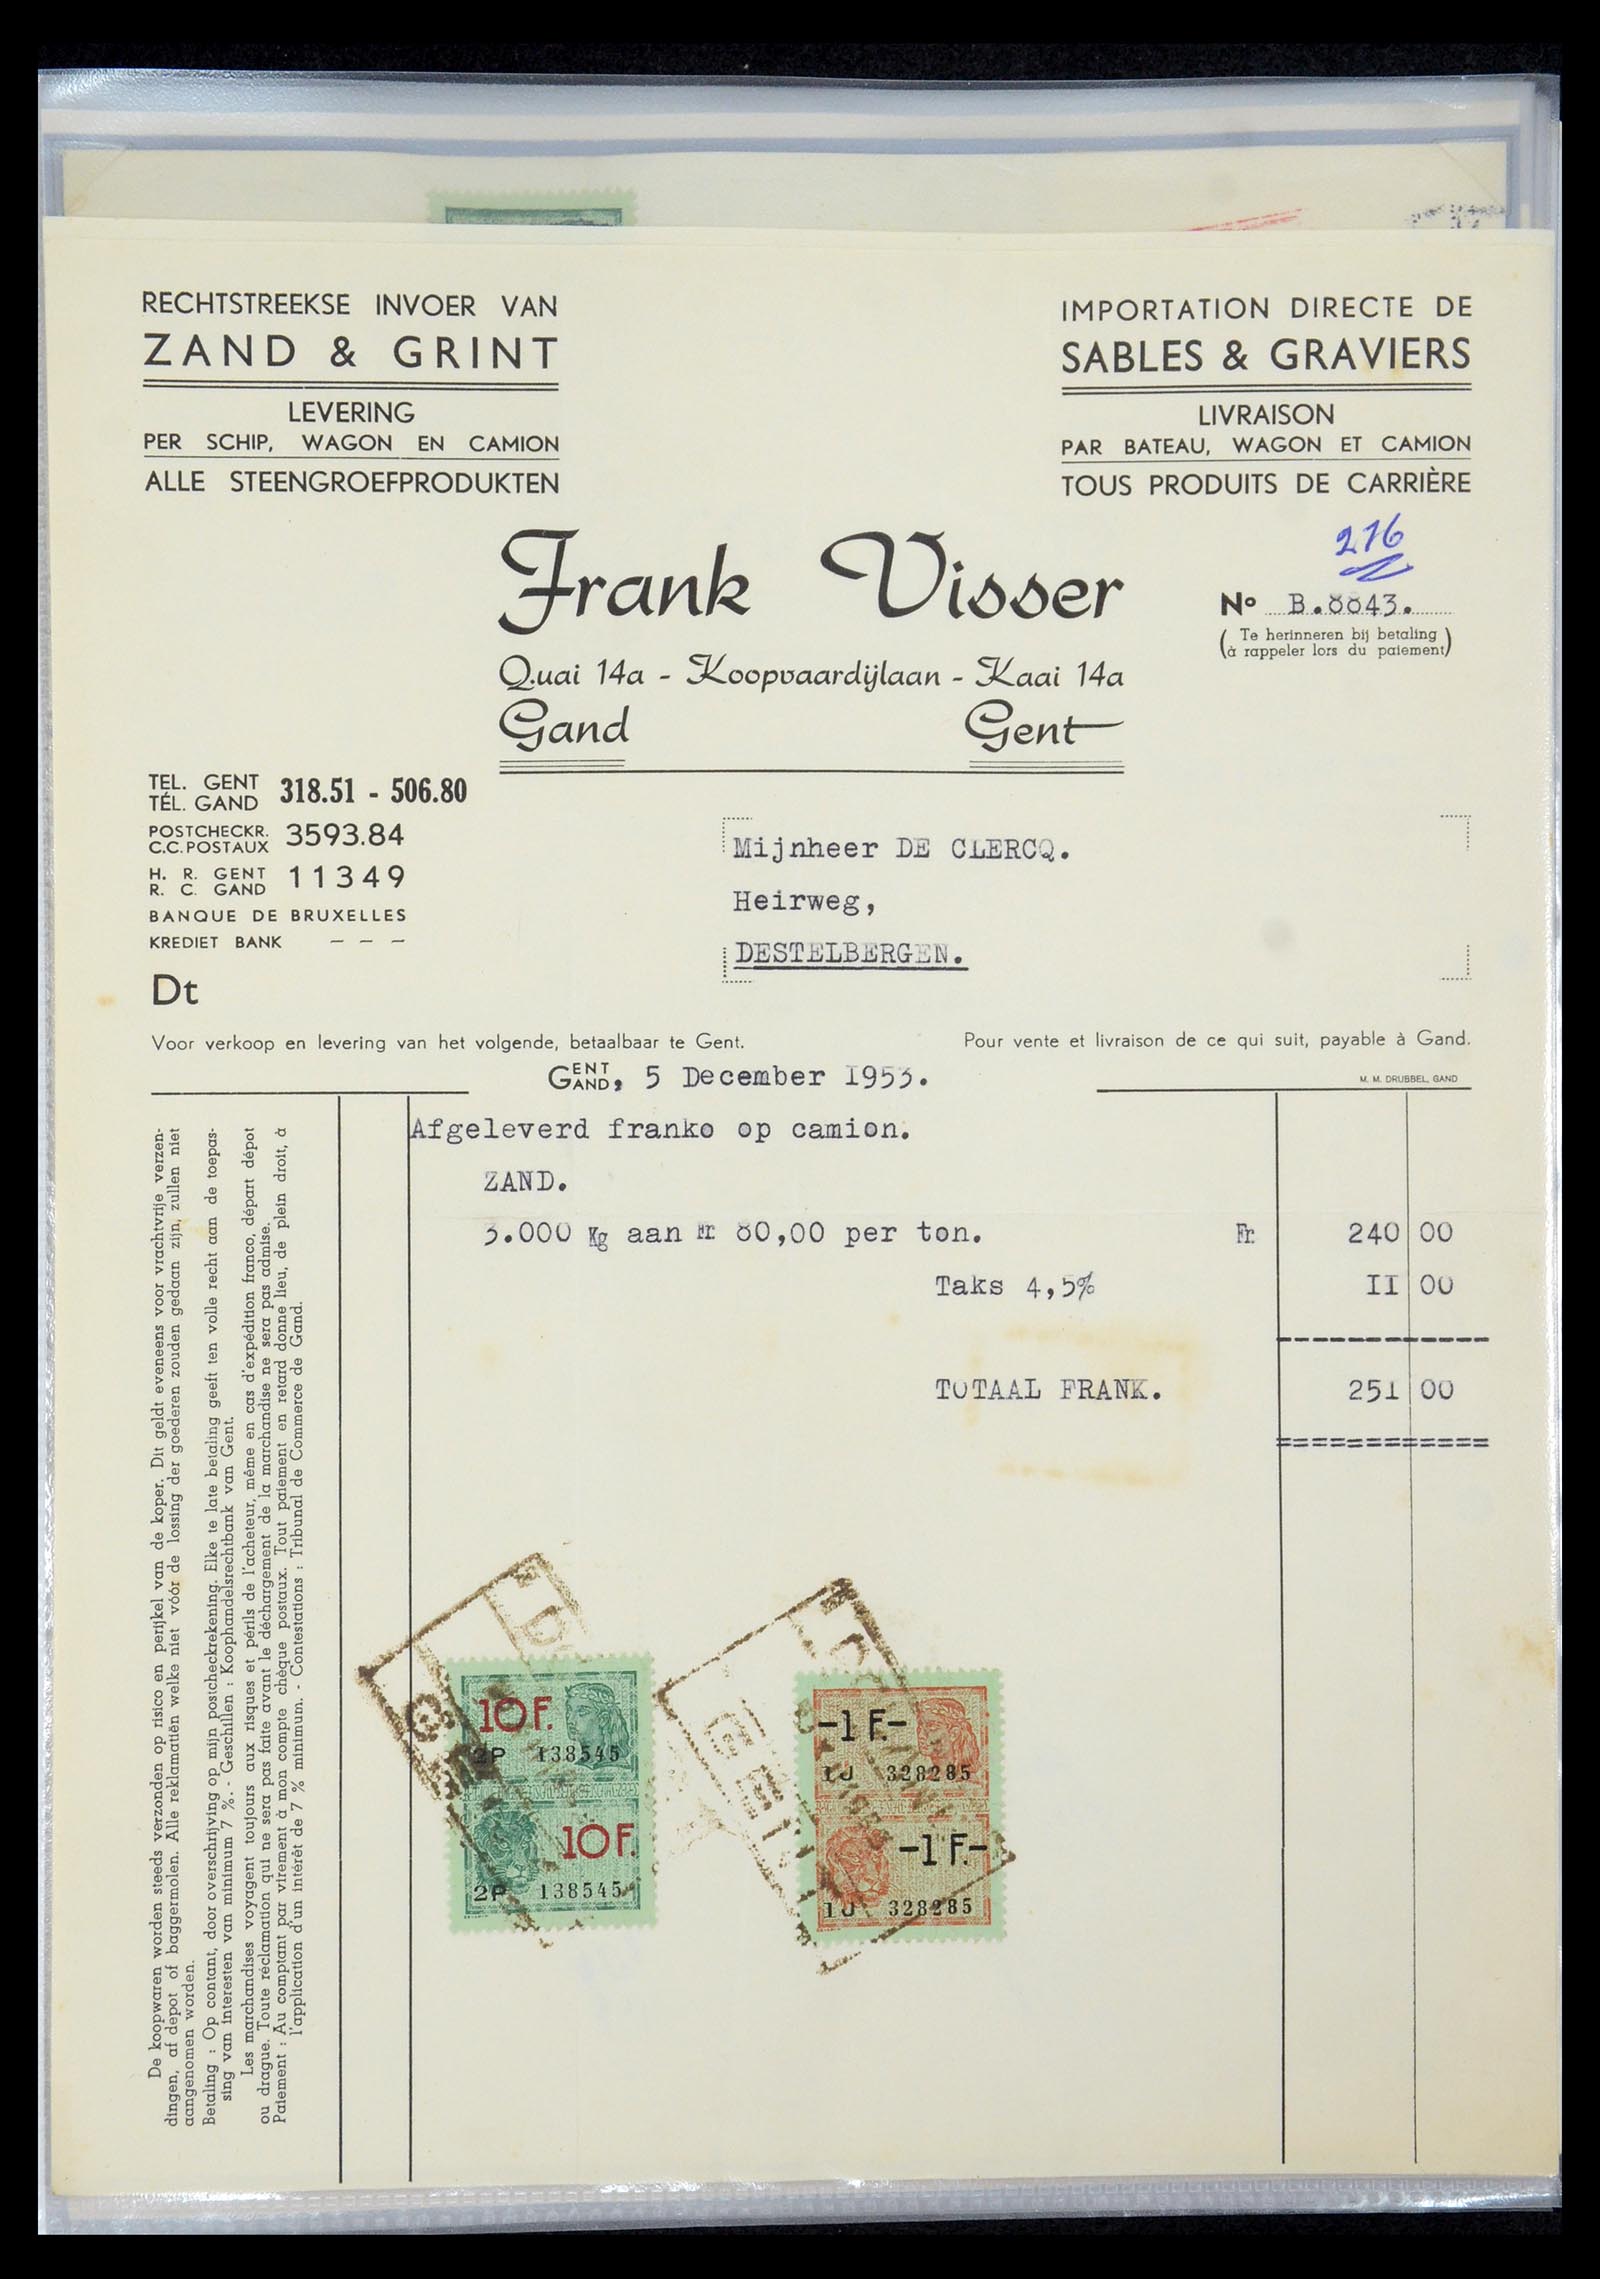 RECHTSTREEKSE INVOER VAN
ZAND & GRINT
LEVERING
PER SCHIP, WAGON EN CAMION
ALLE STEENGROEFPRODUKTEN
IMPORTATION DIRECTE DE
SABLES & GRAVIERS
LIVRAISON
PAR BATEAU, WAGON ET CAMION
TOUS PRODUITS DE CARRIÈRE
216
Frank Visser
No B.8843.
(Te herinneren bij betaling
à rappeler lors du paiement)
Quai 14a - Koopvaardijlaan - Kaai 14a
Gand Gent
TEL. GENT
TÉL. GAND 318.51 - 506.80
POSTCHECKR.
C.C.POSTAUX 3593.84
H. R. GENT
R. C. GAND 11349
BANQUE DE BRUXELLES
KREDIET BANK - - -
Mijnheer DE CLERCQ.
Heirweg,
DESTELBERGEN.
Dt
Voor verkoop en levering van het volgende, betaalbaar te Gent.
Pour vente et livraison de ce qui suit, payable à Gand.
GENT
GAND, 5 December 1953.
M. M. DRUBBEL, GAND
Afgeleverd franko op camion.
ZAND.
3.000 Kg aan Fr 80,00 per ton. Fr 240 00
Taks 4,5% II 00
TOTAAL FRANK. 251 00
De koopwaren worden steeds verzonden op risico en perijkel van de koper. Dit geldt eveneens voor vrachtvrije verzen-
dingen, af depot of baggermolen. Alle reklamatiën welke niet vóór de lossing der goederen zouden gedaan zijn, zullen niet
aangenomen worden.
Betaling : Op contant, door overschrijving op mijn postcheckrekening. Elke te late betaling geeft ten volle recht aan de toepas-
sing van interesten van minimum 7 %. - Geschillen : Koophandelsrechtbank van Gent.
Les marchandises voyagent toujours aux risques et périls de l'acheteur, même en cas d'expédition franco, départ dépot
ou drague. Toute réclamation qui ne sera pas faite avant le déchargement de la marchandise ne sera pas admise.
Paiement : Au comptant par virement à mon compte chèque postaux. Tout paiement en retard donne lieu, de plein droit, à
l'application d'un intérêt de 7 % minimum. - Contestations : Tribunal de Commerce de Gand.
10 F.
2P 138545
10 F.
2P 138545
-1 F.-
1J 328285
-1 F.-
1J 328285